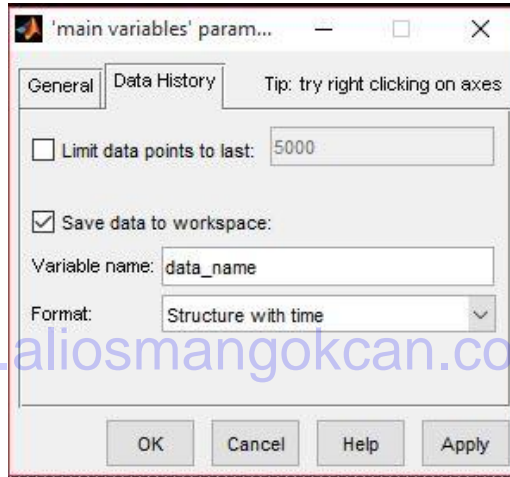 'main variables' param...
General Data History Tip: try right clicking on axes
Limit data points to last: 5000
Save data to workspace:
Variable name: data_name
Format: Structure with time
.aliosmangokcan.co
OK Cancel Help Apply